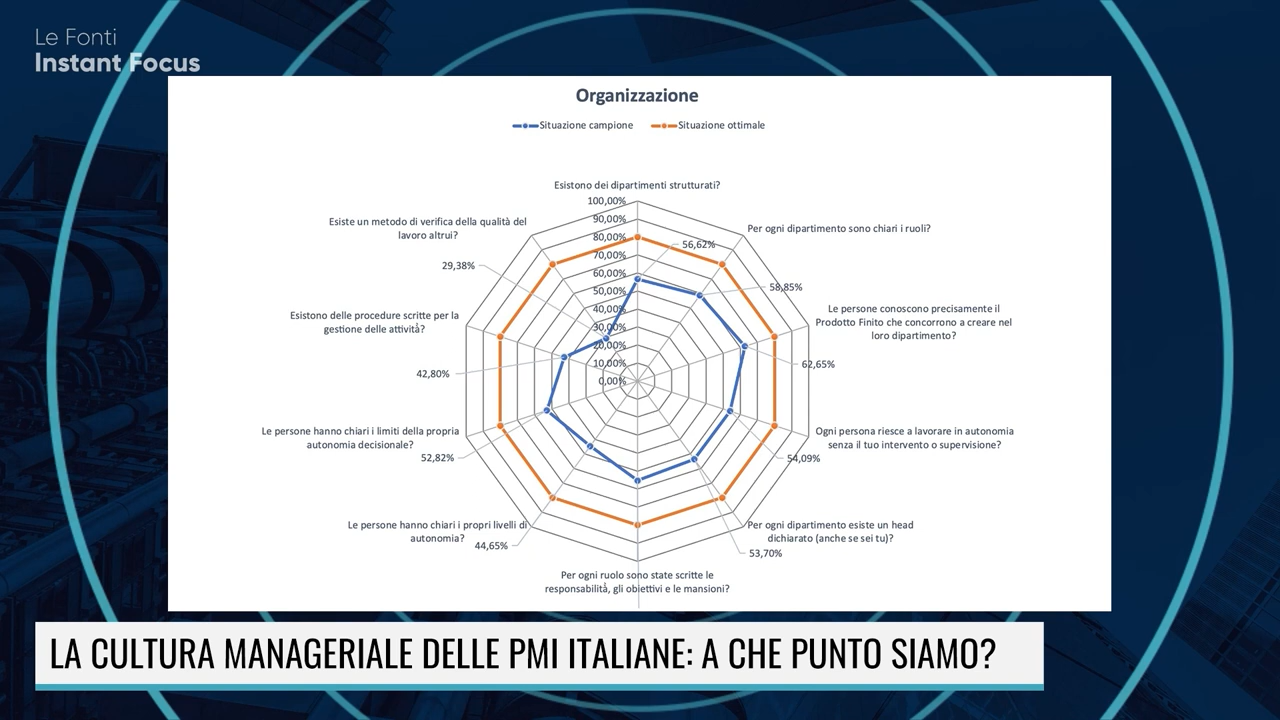 Le Fonti
Instant Focus
Organizzazione
Situazione campione
Situazione ottimale
Esistono dei dipartimenti strutturati?
100,00%
90,00%
80,00%
70,00%
60,00%
50,00%
40,00%
30,00%
20,00%
10,00%
0,00%
56,62%
Per ogni dipartimento sono chiari i ruoli?
58,85%
Le persone conoscono precisamente il
Prodotto Finito che concorrono a creare nel
loro dipartimento?
62,65%
Ogni persona riesce a lavorare in autonomia
senza il tuo intervento o supervisione?
54,09%
Per ogni dipartimento esiste un head
dichiarato (anche se sei tu)?
53,70%
Per ogni ruolo sono state scritte le
responsabilità, gli obiettivi e le mansioni?
Le persone hanno chiari i propri livelli di
autonomia?
44,65%
Le persone hanno chiari i limiti della propria
autonomia decisionale?
52,82%
Esistono delle procedure scritte per la
gestione delle attività?
42,80%
Esiste un metodo di verifica della qualità del
lavoro altrui?
29,38%
LA CULTURA MANAGERIALE DELLE PMI ITALIANE: A CHE PUNTO SIAMO?